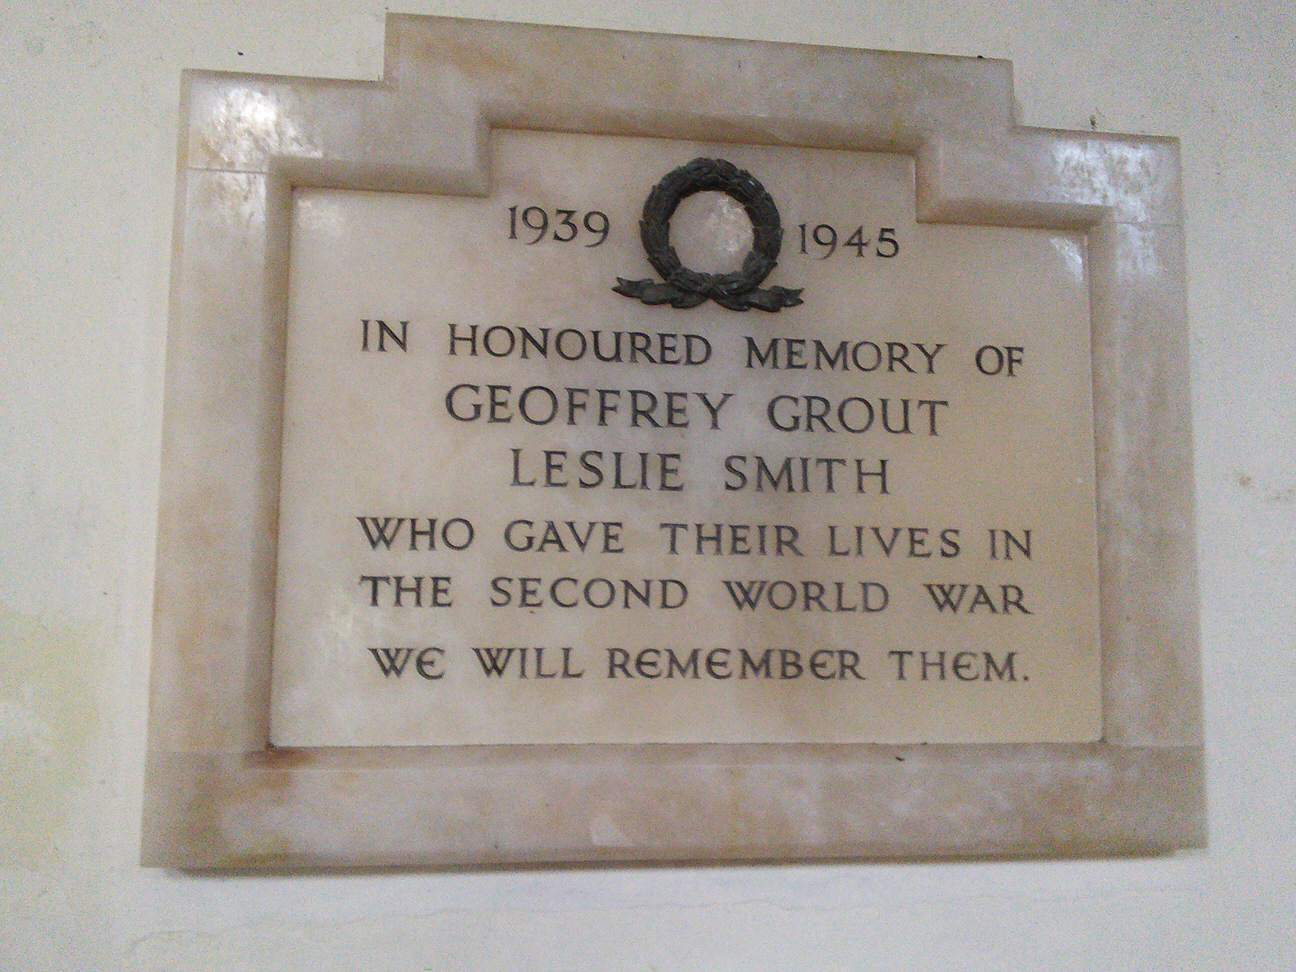 1939 1945
IN HONOURED MEMORY OF
GEOFFREY GROUT
LESLIE SMITH
WHO GAVE THEIR LIVES IN
THE SECOND WORLD WAR
WE WILL REMEMBER THEM.